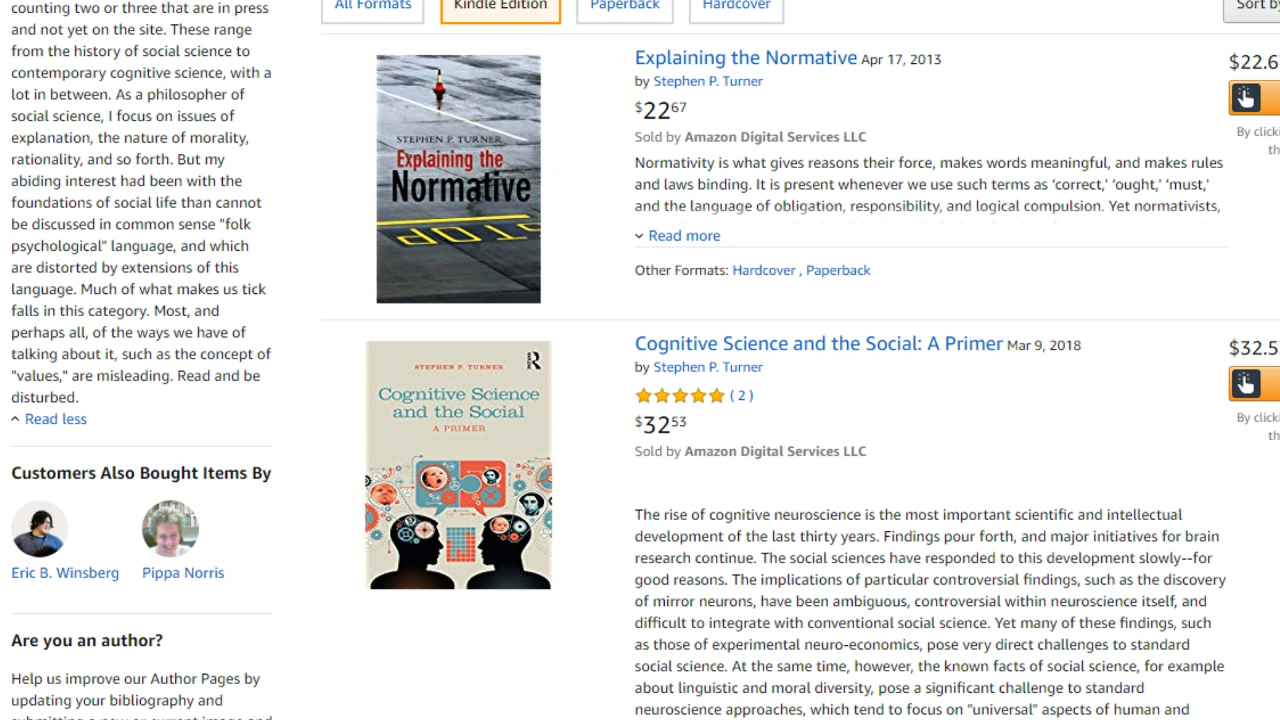 counting two or three that are in press
and not yet on the site. These range
from the history of social science to
contemporary cognitive science, with a
lot in between. As a philosopher of
social science, I focus on issues of
explanation, the nature of morality,
rationality, and so forth. But my
abiding interest had been with the
foundations of social life than cannot
be discussed in common sense "folk
psychological" language, and which
are distorted by extensions of this
language. Much of what makes us tick
falls in this category. Most, and
perhaps all, of the ways we have of
talking about it, such as the concept of
"values," are misleading. Read and be
disturbed.
Read less
Customers Also Bought Items By
Eric B. Winsberg
Pippa Norris
Are you an author?
Help us improve our Author Pages by
updating your bibliography and
submitting a new or current image and
All Formats
Kindle Edition
Paperback
Hardcover
Sort by
STEPHEN P. TURNER
Explaining the
Normative
STOP
Explaining the Normative Apr 17, 2013
by Stephen P. Turner
$2267
Sold by Amazon Digital Services LLC
Normativity is what gives reasons their force, makes words meaningful, and makes rules
and laws binding. It is present whenever we use such terms as ‘correct,’ ‘ought,’ ‘must,’
and the language of obligation, responsibility, and logical compulsion. Yet normativists,
Read more
Other Formats: Hardcover , Paperback
$22.6
By clicki
th
R
STEPHEN P. TURNER
Cognitive Science
and the Social
A PRIMER
Cognitive Science and the Social: A Primer Mar 9, 2018
by Stephen P. Turner
( 2 )
$3253
Sold by Amazon Digital Services LLC
The rise of cognitive neuroscience is the most important scientific and intellectual
development of the last thirty years. Findings pour forth, and major initiatives for brain
research continue. The social sciences have responded to this development slowly--for
good reasons. The implications of particular controversial findings, such as the discovery
of mirror neurons, have been ambiguous, controversial within neuroscience itself, and
difficult to integrate with conventional social science. Yet many of these findings, such
as those of experimental neuro-economics, pose very direct challenges to standard
social science. At the same time, however, the known facts of social science, for example
about linguistic and moral diversity, pose a significant challenge to standard
neuroscience approaches, which tend to focus on "universal" aspects of human and
$32.5
By clicki
th